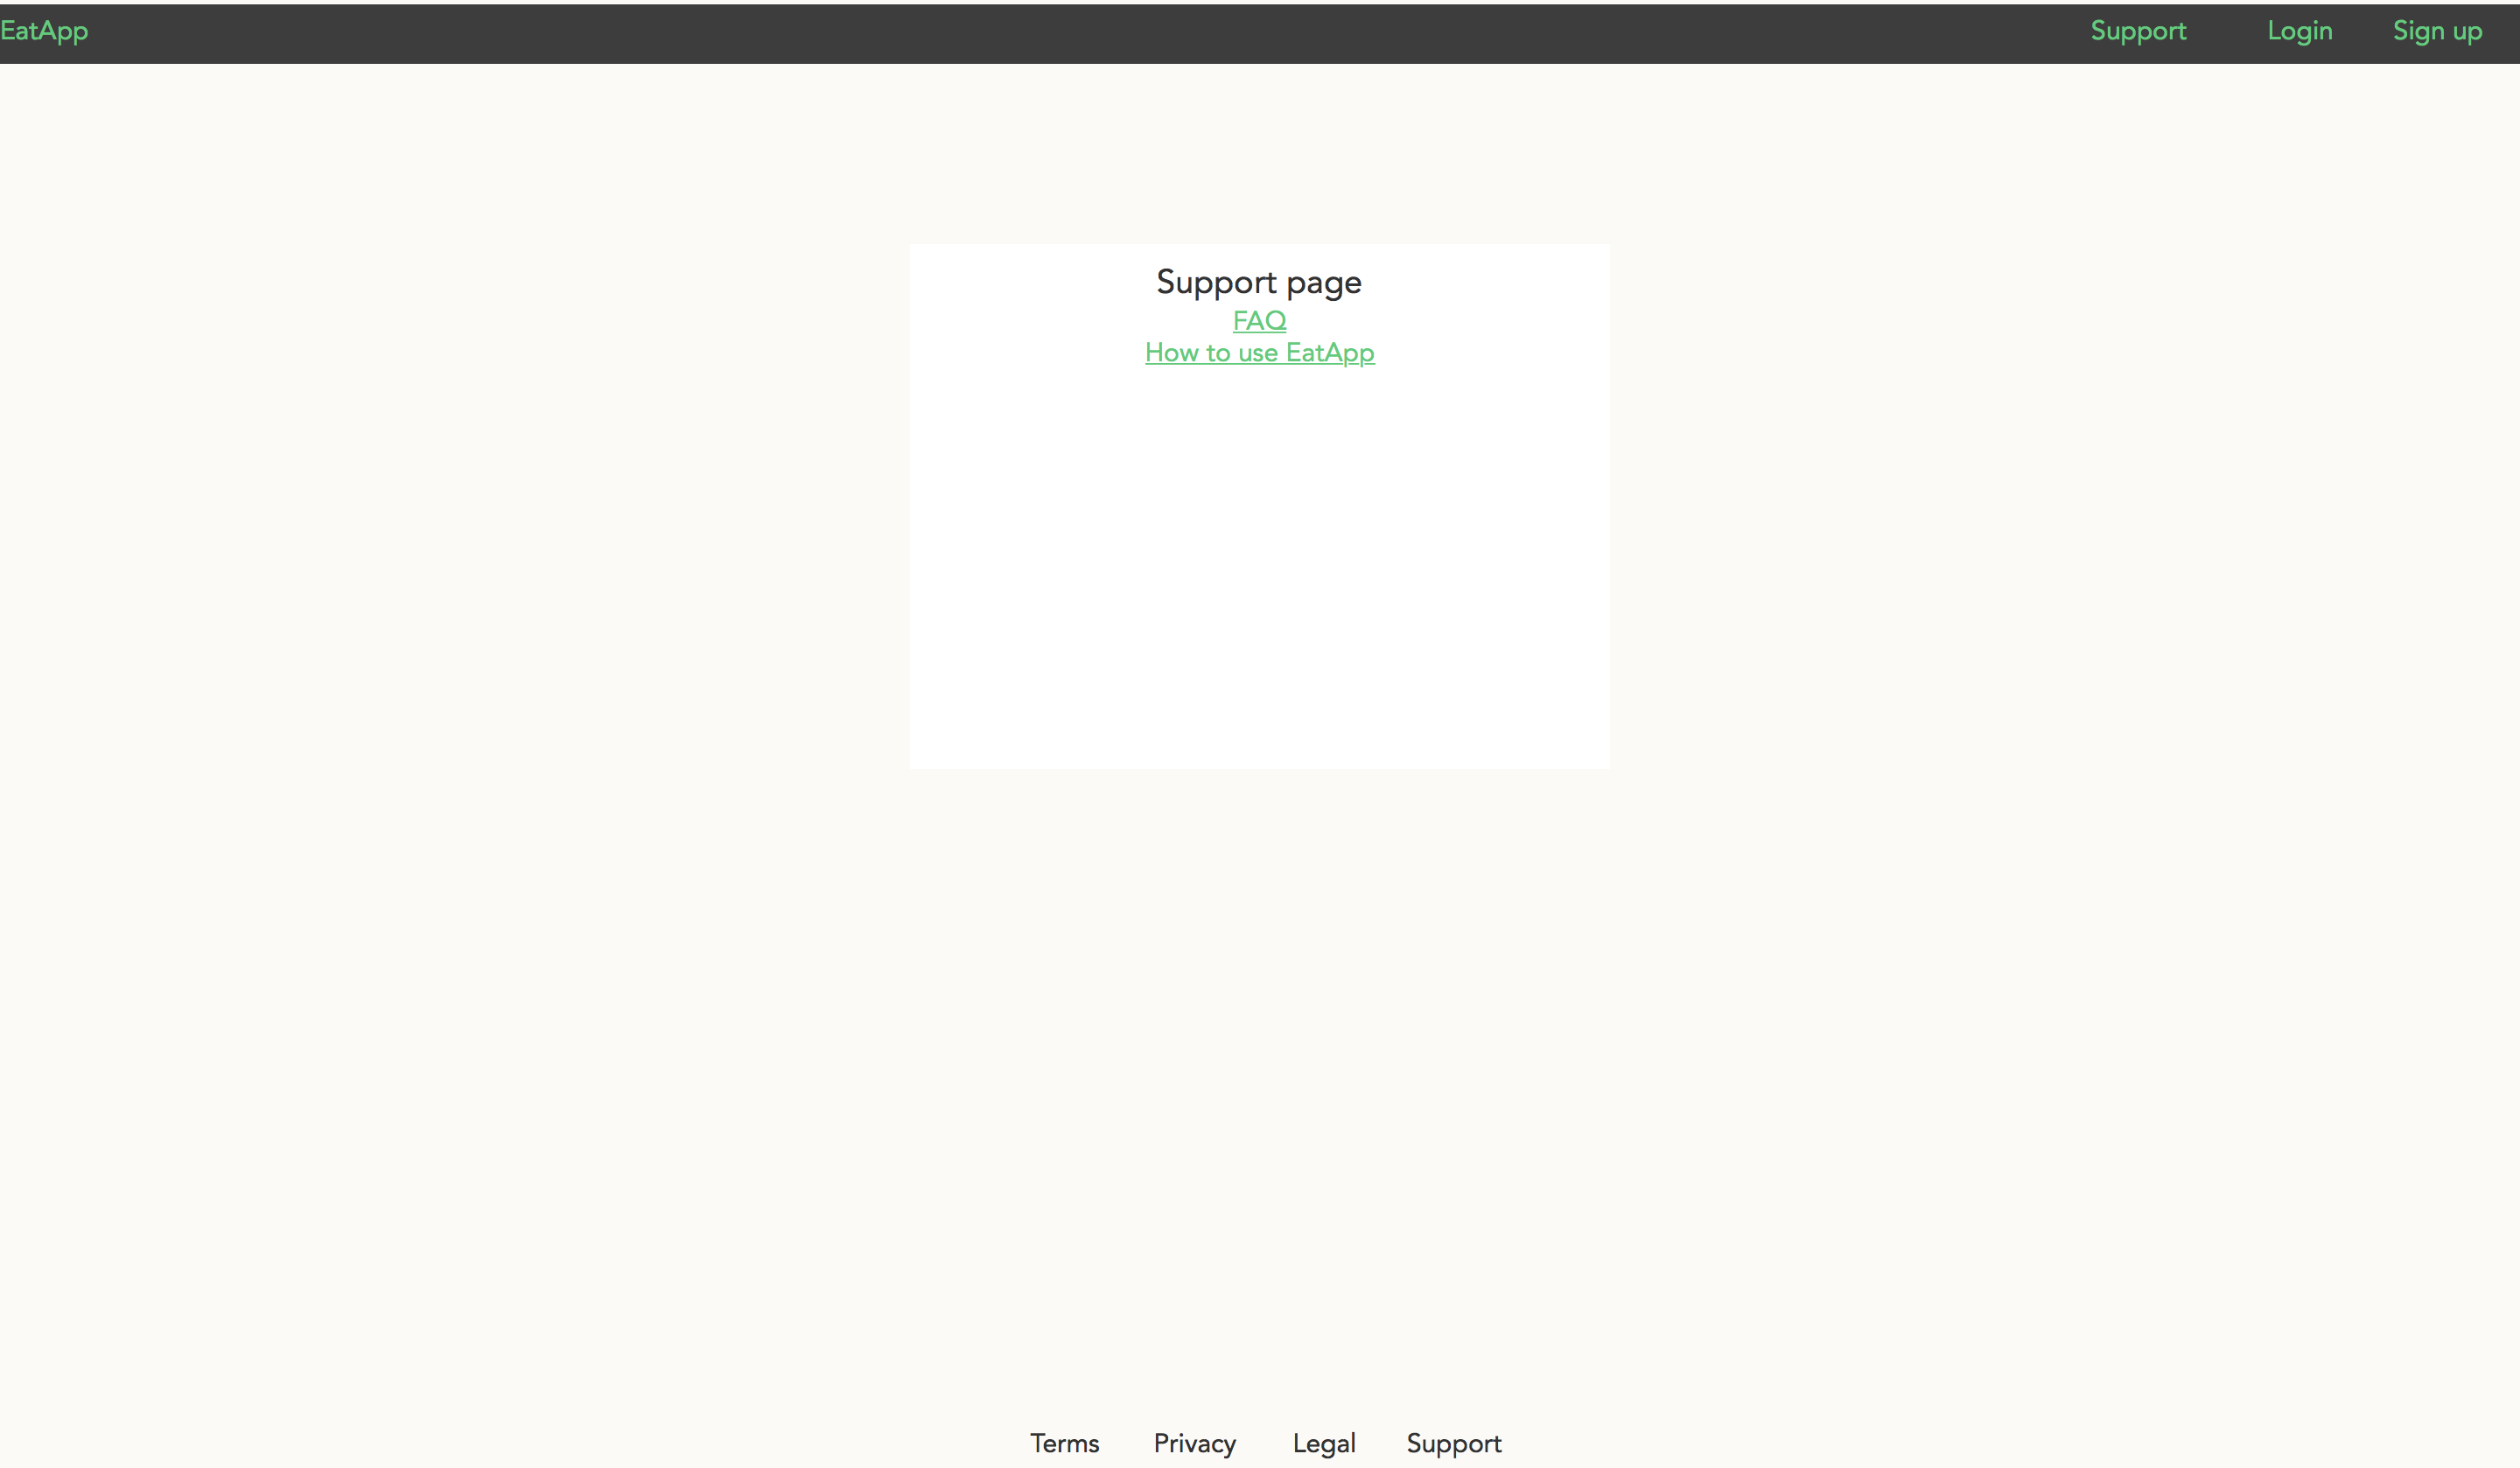 EatApp Support Login Sign up
Support page
FAQ
How to use EatApp
Terms Privacy Legal Support